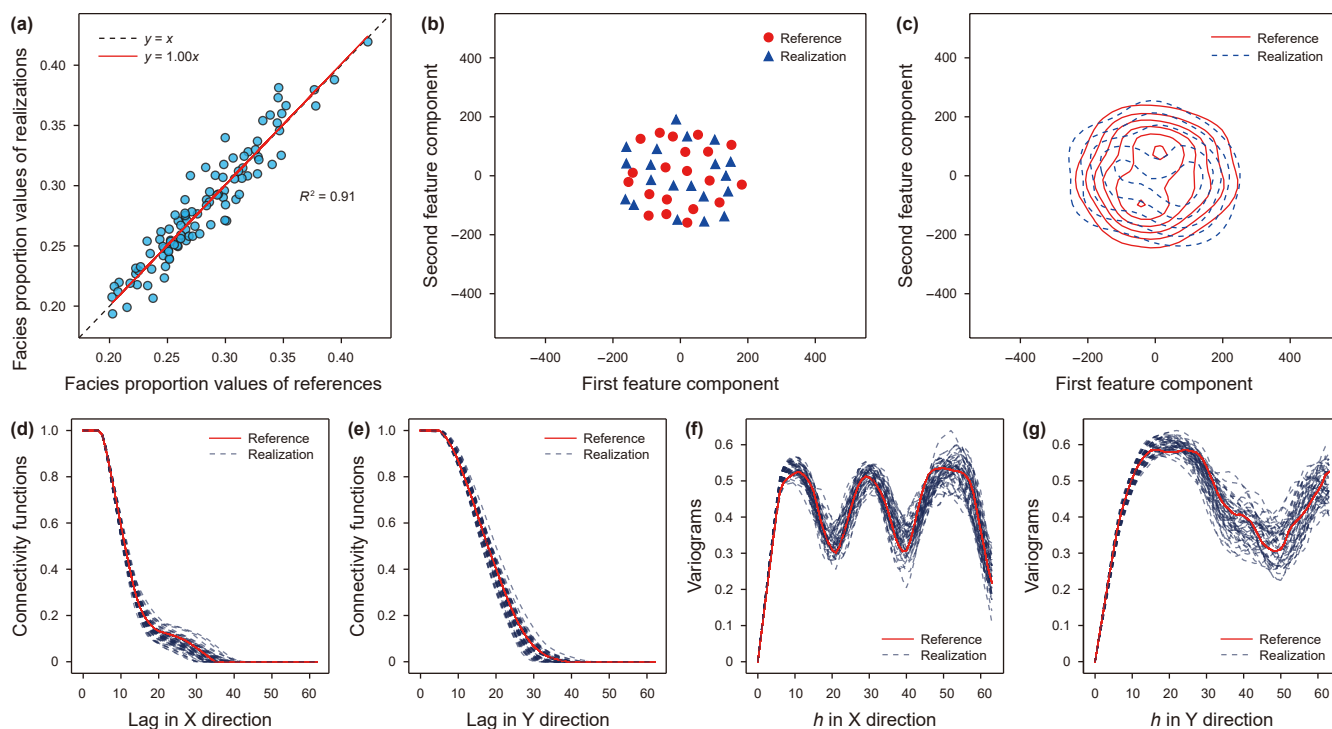 (a)
y = x
y = 1.00x
R² = 0.91
0.40
0.35
0.30
0.25
0.20
0.20 0.25 0.30 0.35 0.40
Facies proportion values of realizations
Facies proportion values of references
(b)
Reference
Realization
400
200
0
−200
−400
−400 −200 0 200 400
Second feature component
First feature component
(c)
Reference
Realization
400
200
0
−200
−400
−400 −200 0 200 400
Second feature component
First feature component
(d)
Reference
Realization
1.0
0.8
0.6
0.4
0.2
0
0 10 20 30 40 50 60
Connectivity functions
Lag in X direction
(e)
Reference
Realization
1.0
0.8
0.6
0.4
0.2
0
0 10 20 30 40 50 60
Connectivity functions
Lag in Y direction
(f)
0.6
0.5
0.4
0.3
0.2
0.1
0
Reference
Realization
0 10 20 30 40 50 60
Variograms
h in X direction
(g)
0.6
0.5
0.4
0.3
0.2
0.1
0
Reference
Realization
0 10 20 30 40 50 60
Variograms
h in Y direction